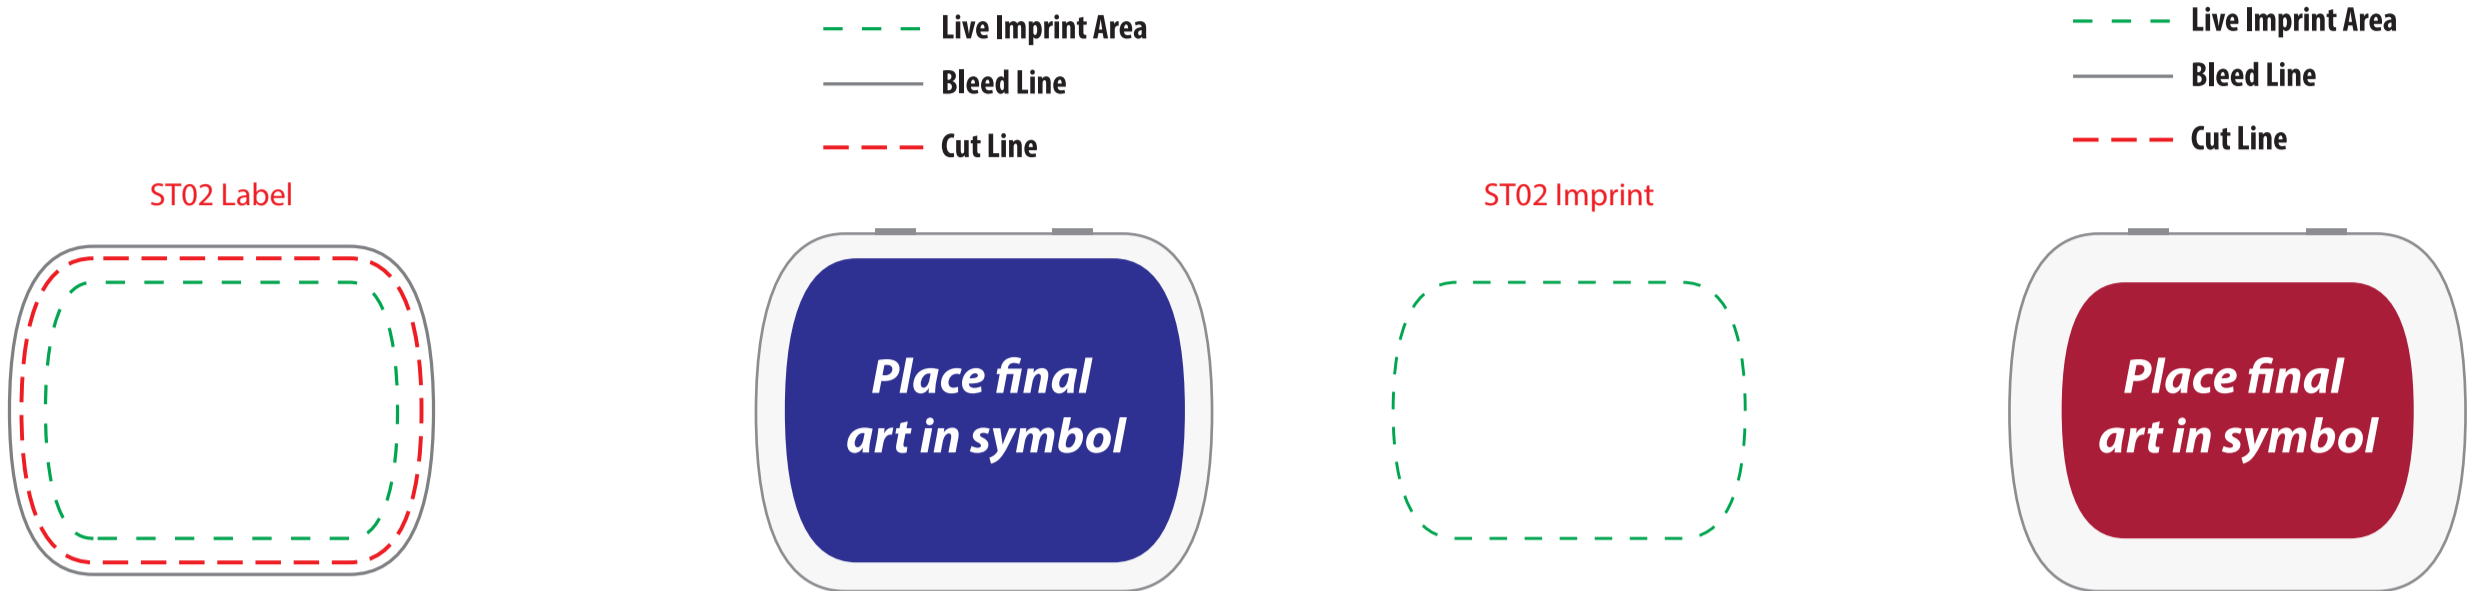 Live Imprint Area
Bleed Line
Cut Line
ST02 Label
Place final
art in symbol
Live Imprint Area
Bleed Line
Cut Line
ST02 Imprint
Place final
art in symbol